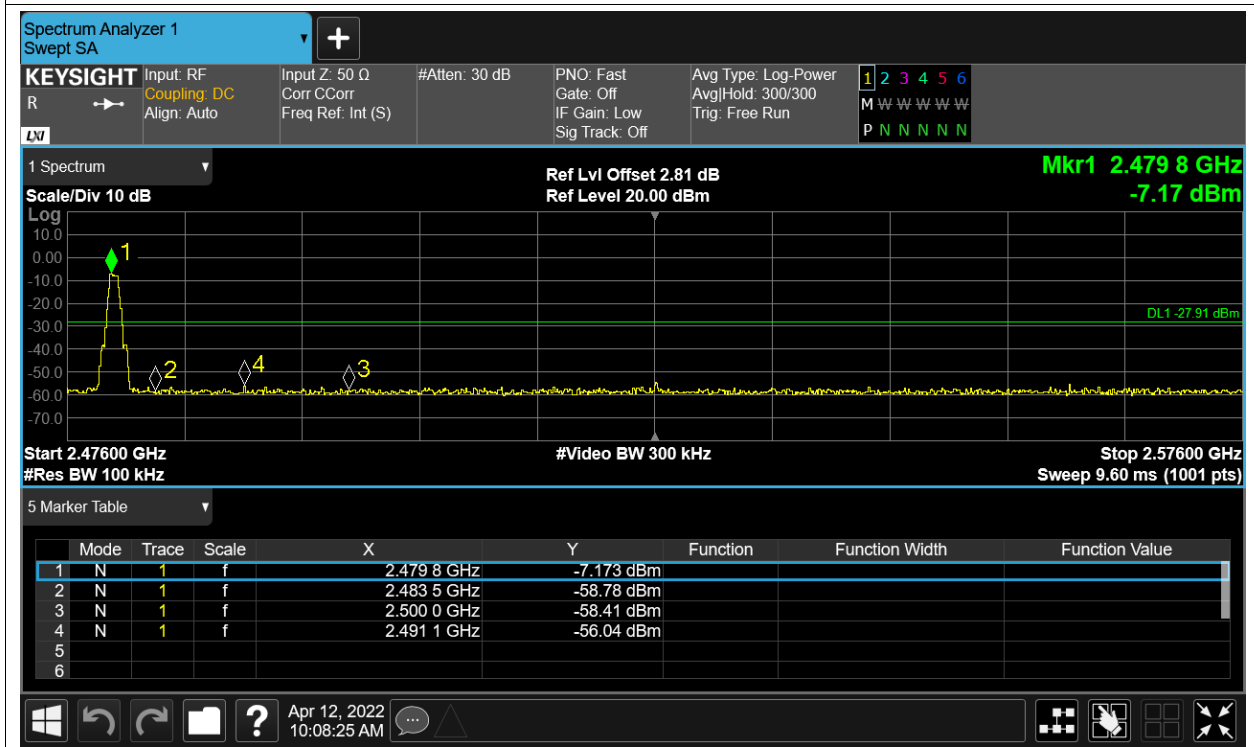 Spectrum Analyzer 1
Swept SA
KEYSIGHT Input: RF Input Z: 50 Ω #Atten: 30 dB PNO: Fast Avg Type: Log-Power 1 2 3 4 5 6
R Coupling: DC Corr CCorr Gate: Off Avg|Hold: 300/300 M W W W W W
Align: Auto Freq Ref: Int (S) IF Gain: Low Trig: Free Run
LXI Sig Track: Off P N N N N N
1 Spectrum Ref Lvl Offset 2.81 dB Mkr1 2.479 8 GHz
Scale/Div 10 dB Ref Level 20.00 dBm -7.17 dBm
Log
10.0
1
0.00
-10.0
-20.0
DL1 -27.91 dBm
-30.0
-40.0
2 4 3
-50.0
-60.0
-70.0
Start 2.47600 GHz #Video BW 300 kHz Stop 2.57600 GHz
#Res BW 100 kHz Sweep 9.60 ms (1001 pts)
5 Marker Table
Mode Trace Scale X Y Function Function Width Function Value
1 N 1 f 2.479 8 GHz -7.173 dBm
2 N 1 f 2.483 5 GHz -58.78 dBm
3 N 1 f 2.500 0 GHz -58.41 dBm
4 N 1 f 2.491 1 GHz -56.04 dBm
5
6
? Apr 12, 2022
10:08:25 AM